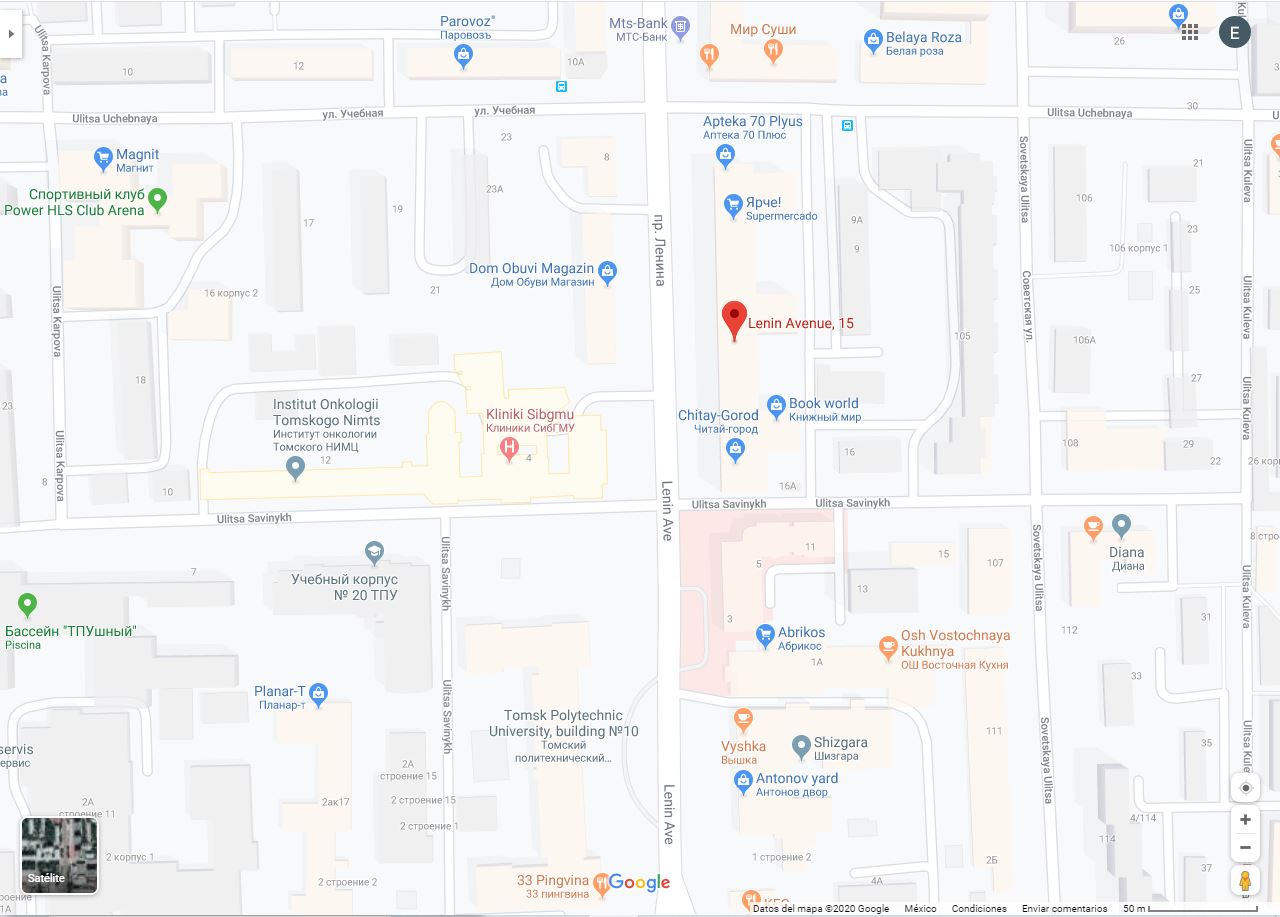 Parovoz"
Паровозъ
Mts-Bank
МТС-Банк
Мир Суши
Belaya Roza
Белая роза
26
E
Ulitsa Karpova
10
12
10A
Ulitsa Uchebnaya
ул. Учебная
ул. Учебная
Ulitsa Uchebnaya
30
Magnit
Магнит
Спортивный клуб
Power HLS Club Arena
23
8
23A
17
19
Apteka 70 Plyus
Аптека 70 Плюс
Ярче!
Supermercado
9A
9
Sovetskaya Ulitsa
106
21
Ulitsa Kuleva
23
106 корпус 1
пр. Ленина
Dom Obuvi Magazin
Дом Обуви Магазин
21
16 корпус 2
Ulitsa Karpova
Lenin Avenue, 15
105
Советская ул.
25
Ulitsa Kuleva
106A
27
18
23
Institut Onkologii
Tomskogo Nimts
Институт онкологии
Томского НИМЦ
12
Kliniki Sibgmu
Клиники СибГМУ
4
Chitay-Gorod
Читай-город
Book world
Книжный мир
16
108
29
22
26
Ulitsa Karpova
8
10
16A
Ulitsa Savinykh
Lenin Ave
Ulitsa Savinykh
Ulitsa Savinykh
11
5
15
107
Diana
Диана
8
7
Учебный корпус
№ 20 ТПУ
Ulitsa Savinykh
3
13
Sovetskaya Ulitsa
Ulitsa Kuleva
31
112
Бассейн "ТПУшный"
Piscina
Abrikos
Абрикос
1A
Osh Vostochnaya
Kukhnya
ОШ Восточная Кухня
33
Planar-T
Планар-т
Ulitsa Savinykh
Tomsk Polytechnic
University, building №10
Томский
политехнический...
Vyshka
Вышка
Shizgara
Шизгара
111
Sovetskaya Ulitsa
35
Ulitsa Kuleva
servis
ервис
2A
строение 15
Antonov yard
Антонов двор
2A
строение 11
2ак17
2 строение 15
2 строение 1
Lenin Ave
4/114
114
2 корпус 1
Satélite
1 строение 2
2Б
37
33 Pingvina
33 пингвина
Google
4A
Datos del mapa ©2020 Google
México
Condiciones
Enviar comentarios
50 m